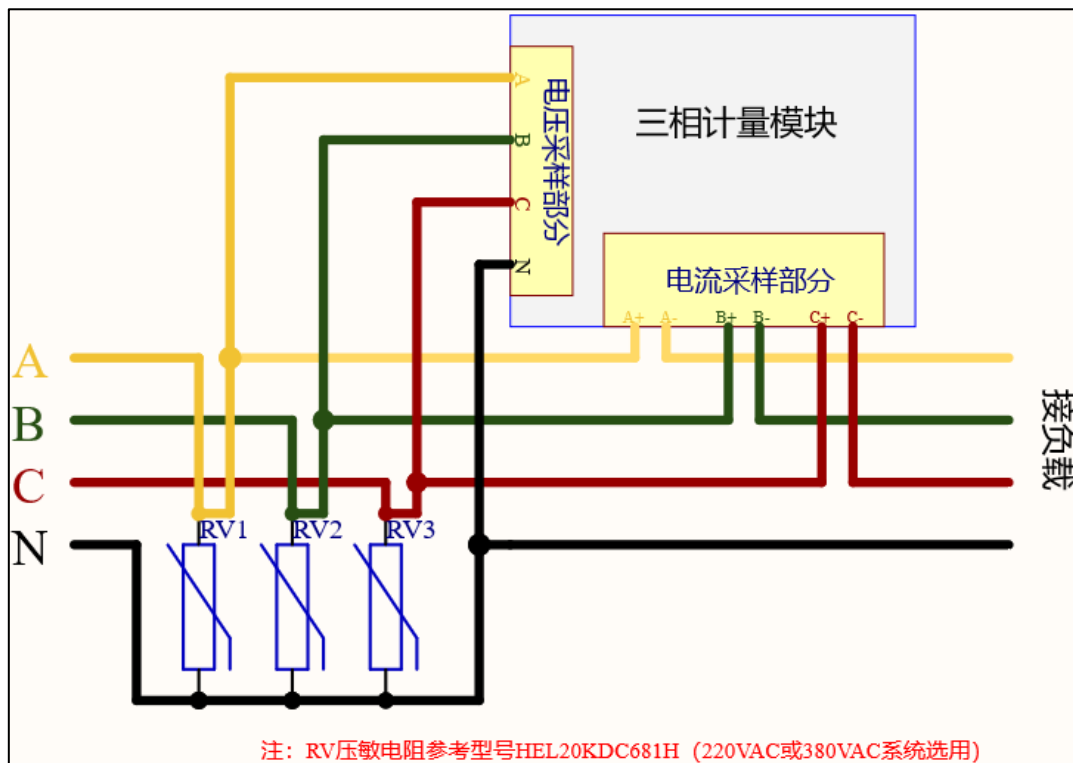 三相计量模块
电压采样部分
A
B
C
N
电流采样部分
A+ A- B+ B- C+ C-
A
B
C
N
接负载
RV1 RV2 RV3
注：RV压敏电阻参考型号HEL20KDC681H（220VAC或380VAC系统选用）